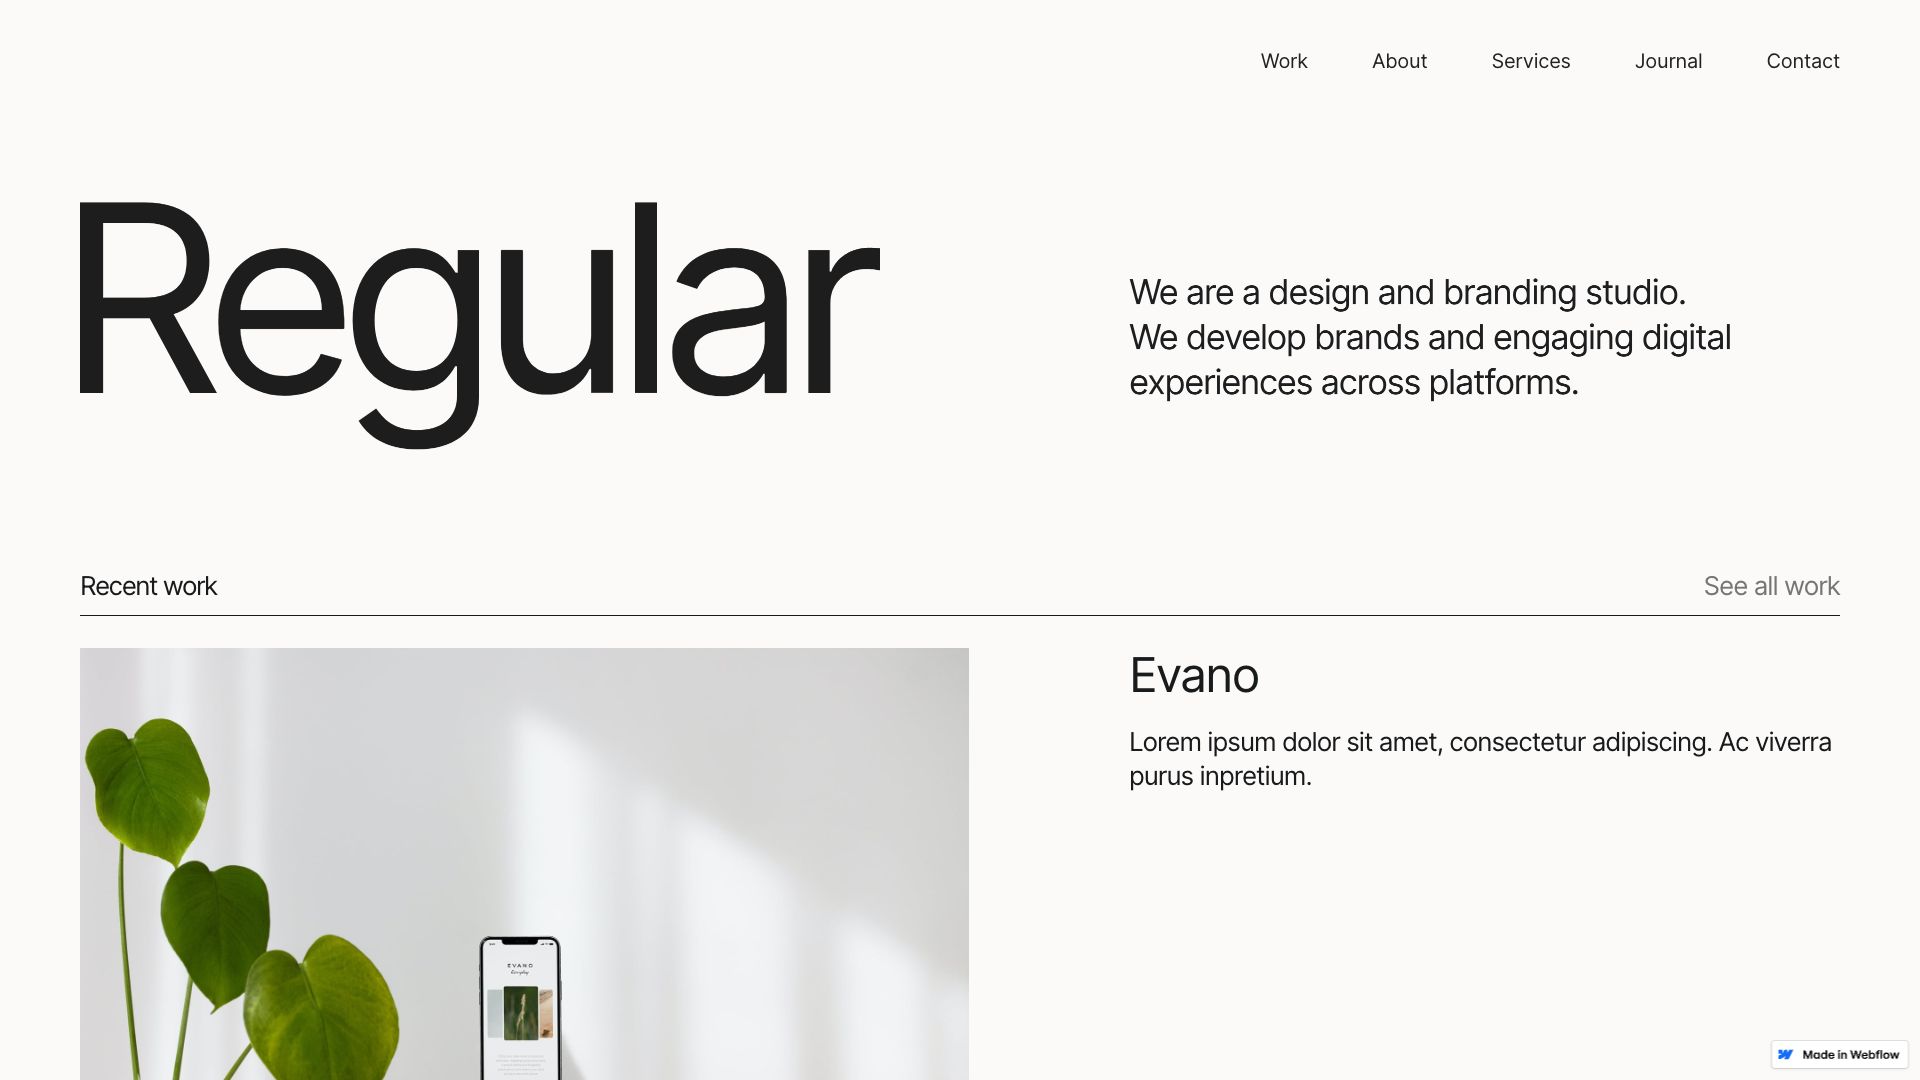 Work
About
Services
Journal
Contact
Regular
We are a design and branding studio.
We develop brands and engaging digital
experiences across platforms.
Recent work
See all work
Evano
Lorem ipsum dolor sit amet, consectetur adipiscing. Ac viverra
purus inpretium.
EVANO
Made in Webflow